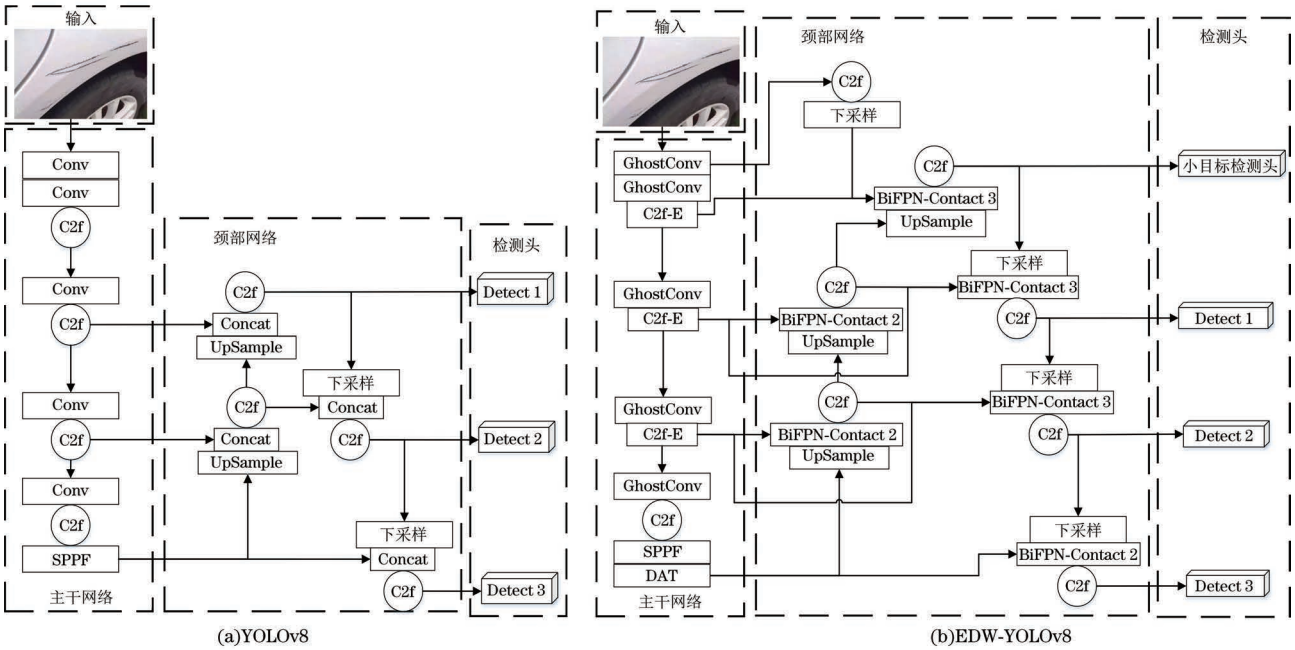 输入
Conv
Conv
C2f
Conv
C2f
Conv
C2f
Conv
C2f
SPPF
主干网络
颈部网络
C2f
Concat
UpSample
C2f
Concat
UpSample
下采样
Concat
C2f
下采样
Concat
C2f
检测头
Detect 1
Detect 2
Detect 3
(a)YOLOv8
输入
GhostConv
GhostConv
C2f-E
GhostConv
C2f-E
GhostConv
C2f-E
GhostConv
C2f
SPPF
DAT
主干网络
颈部网络
C2f
下采样
C2f
BiFPN-Contact 3
UpSample
C2f
BiFPN-Contact 2
UpSample
C2f
BiFPN-Contact 2
UpSample
下采样
BiFPN-Contact 3
C2f
下采样
BiFPN-Contact 3
C2f
下采样
BiFPN-Contact 2
C2f
检测头
小目标检测头
Detect 1
Detect 2
Detect 3
(b)EDW-YOLOv8